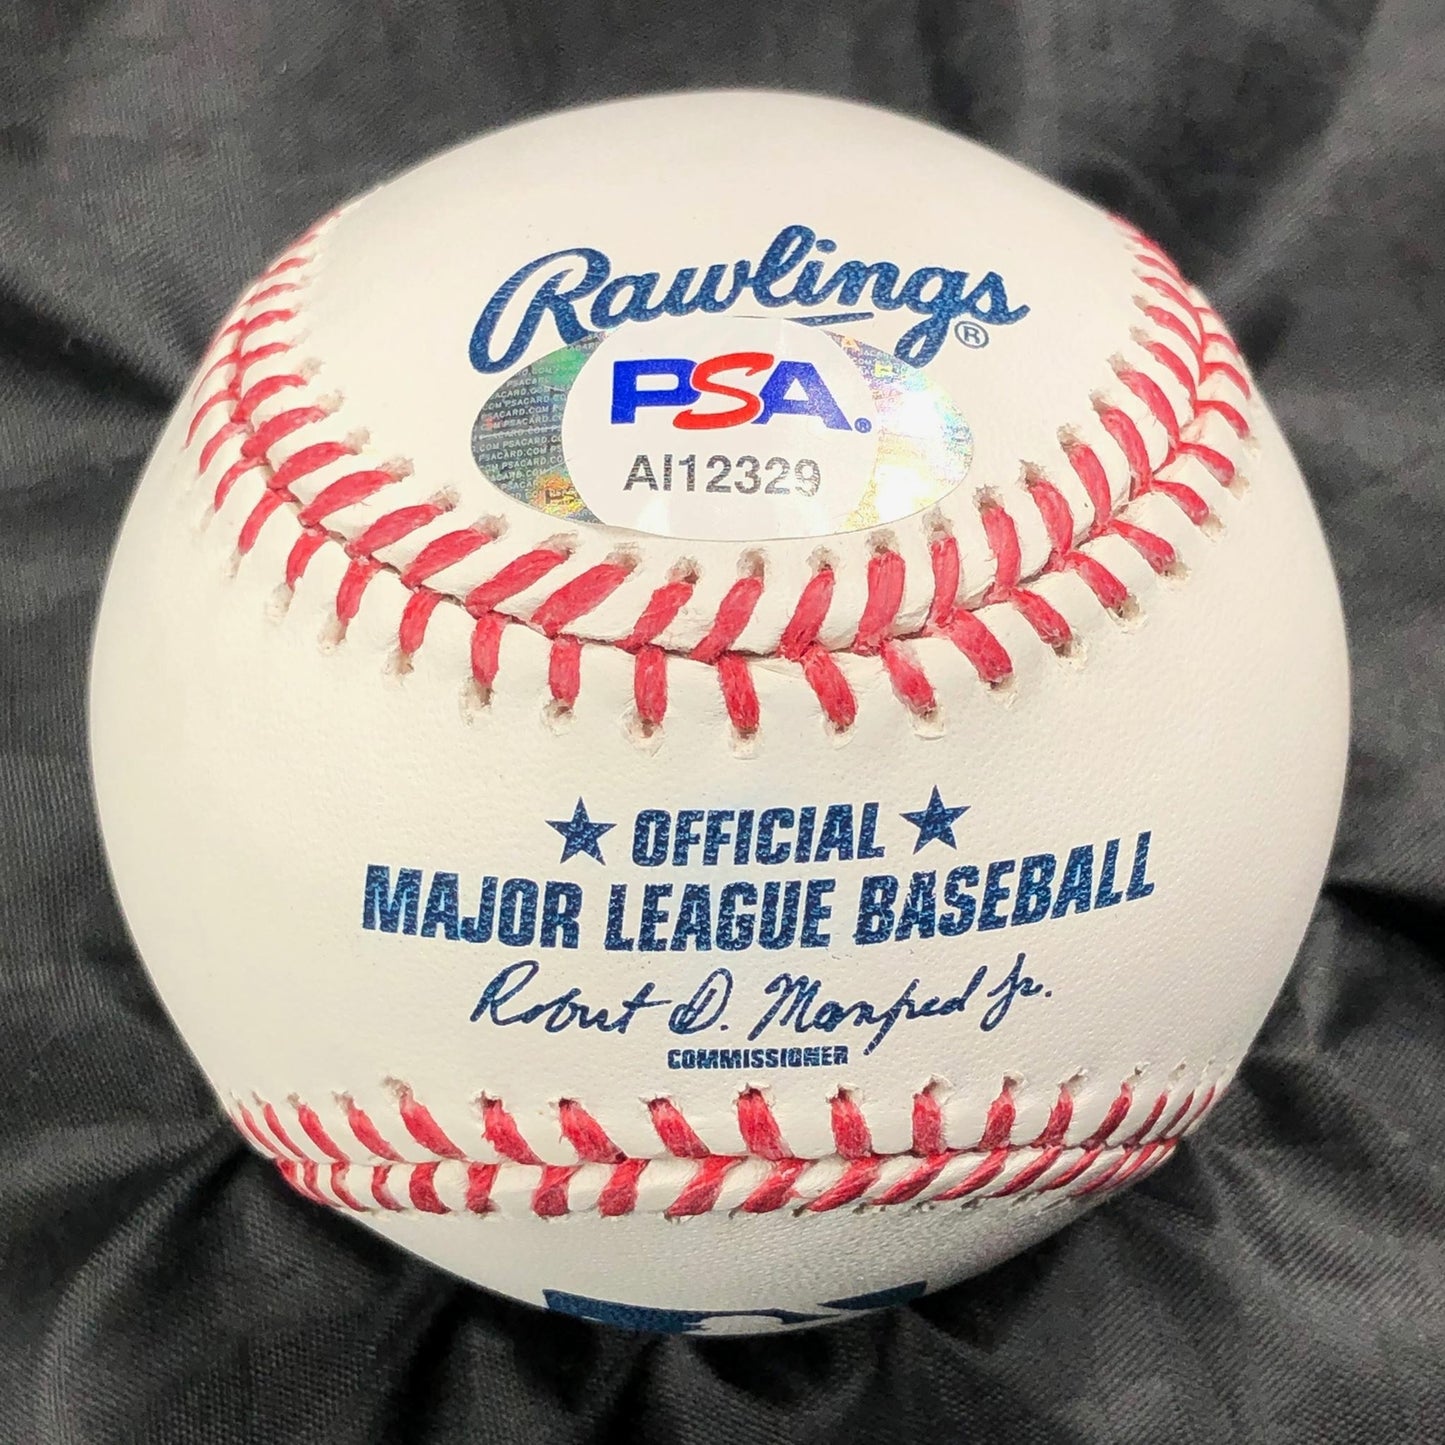 Rawlings®
PSA®
AI12329
★ OFFICIAL ★
MAJOR LEAGUE BASEBALL
Robert D. Manfred Jr.
COMMISSIONER